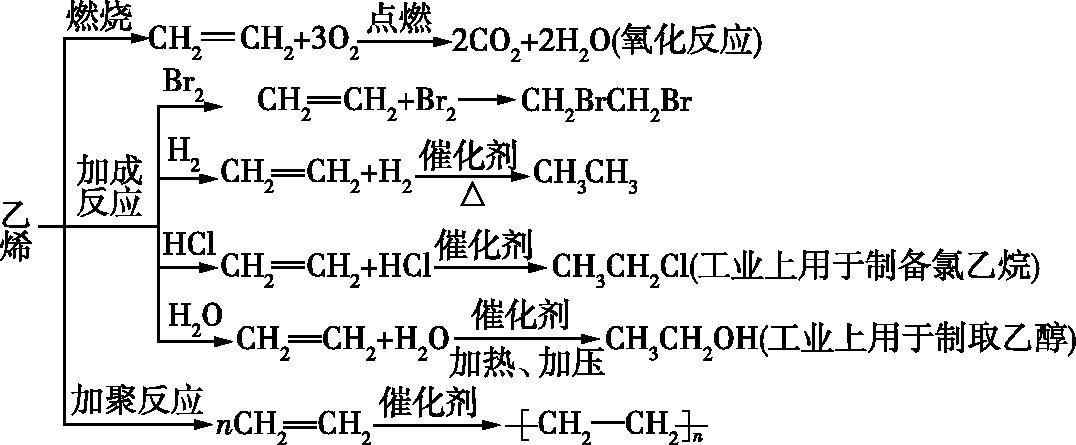 燃烧 CH₂=CH₂+3O₂ 点燃→ 2CO₂+2H₂O(氧化反应)
Br₂ CH₂=CH₂+Br₂ → CH₂BrCH₂Br
H₂ CH₂=CH₂+H₂ 催化剂→△ CH₃CH₃
加成
反应
乙
烯
HCl CH₂=CH₂+HCl 催化剂→ CH₃CH₂Cl(工业上用于制备氯乙烷)
H₂O CH₂=CH₂+H₂O 催化剂→加热、加压 CH₃CH₂OH(工业上用于制取乙醇)
加聚反应 nCH₂=CH₂ 催化剂→ -[CH₂—CH₂]-ₙ